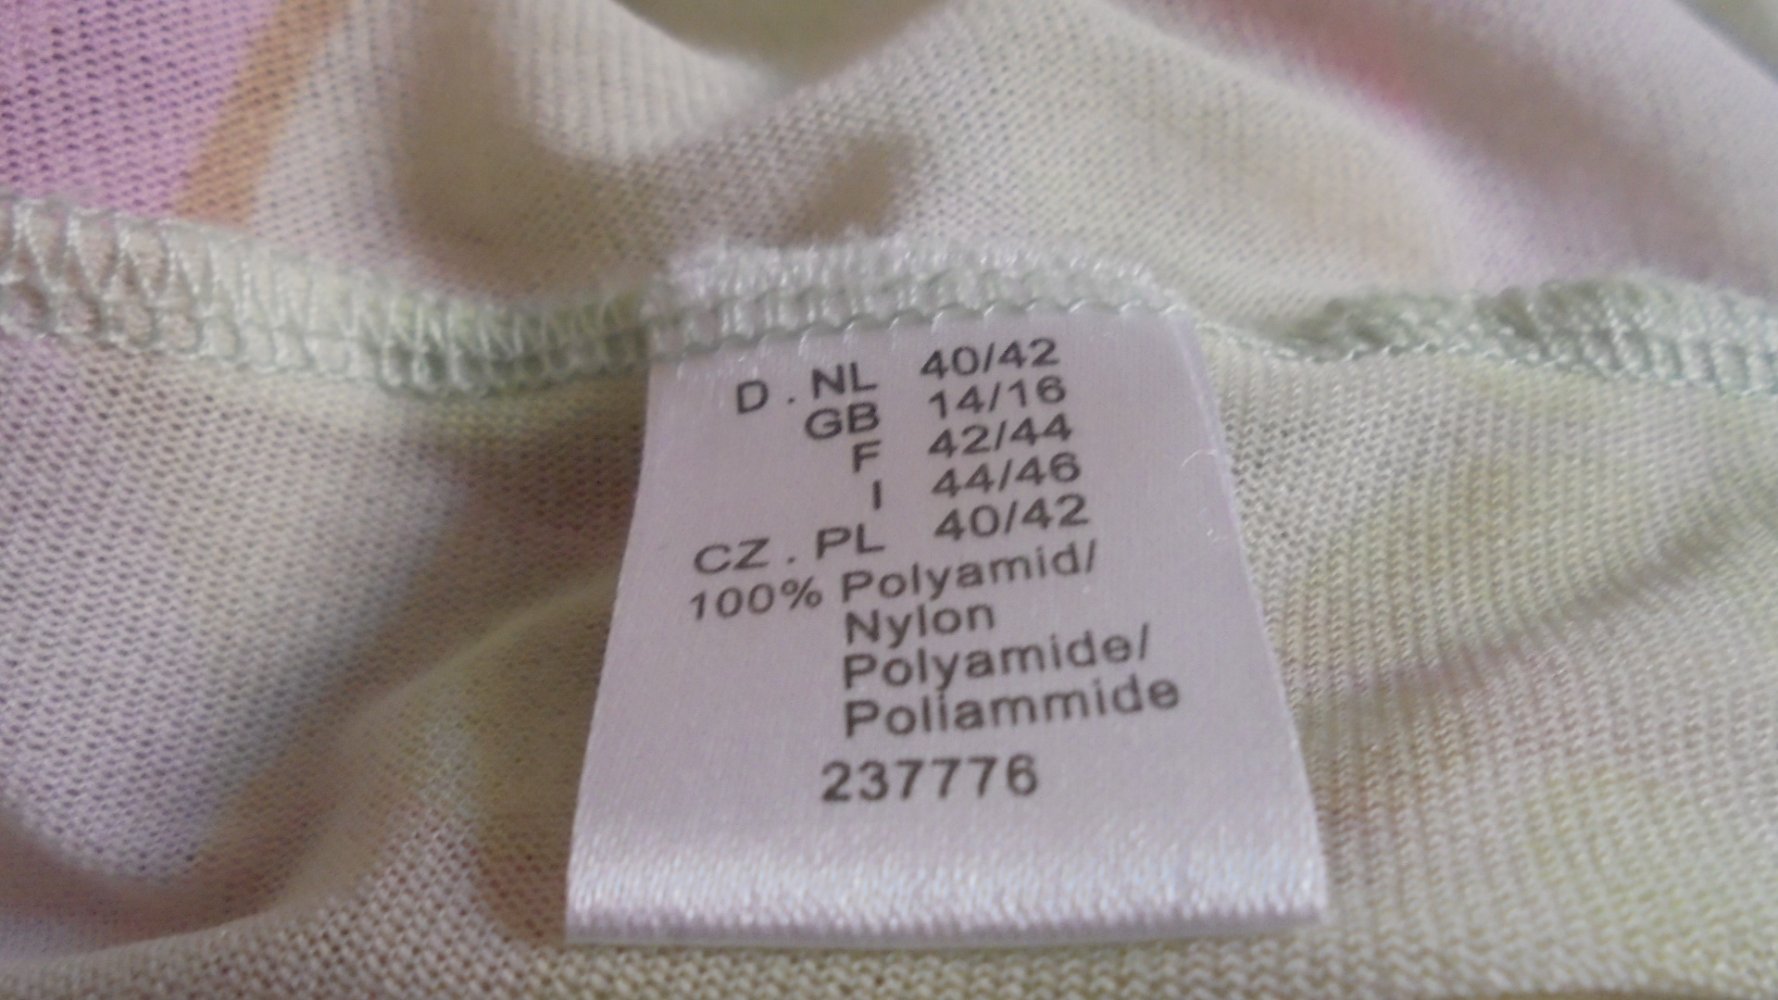 D . NL 40/42
GB 14/16
F 42/44
I 44/46
CZ . PL 40/42
100% Polyamid/
Nylon
Polyamide/
Poliammide
237776